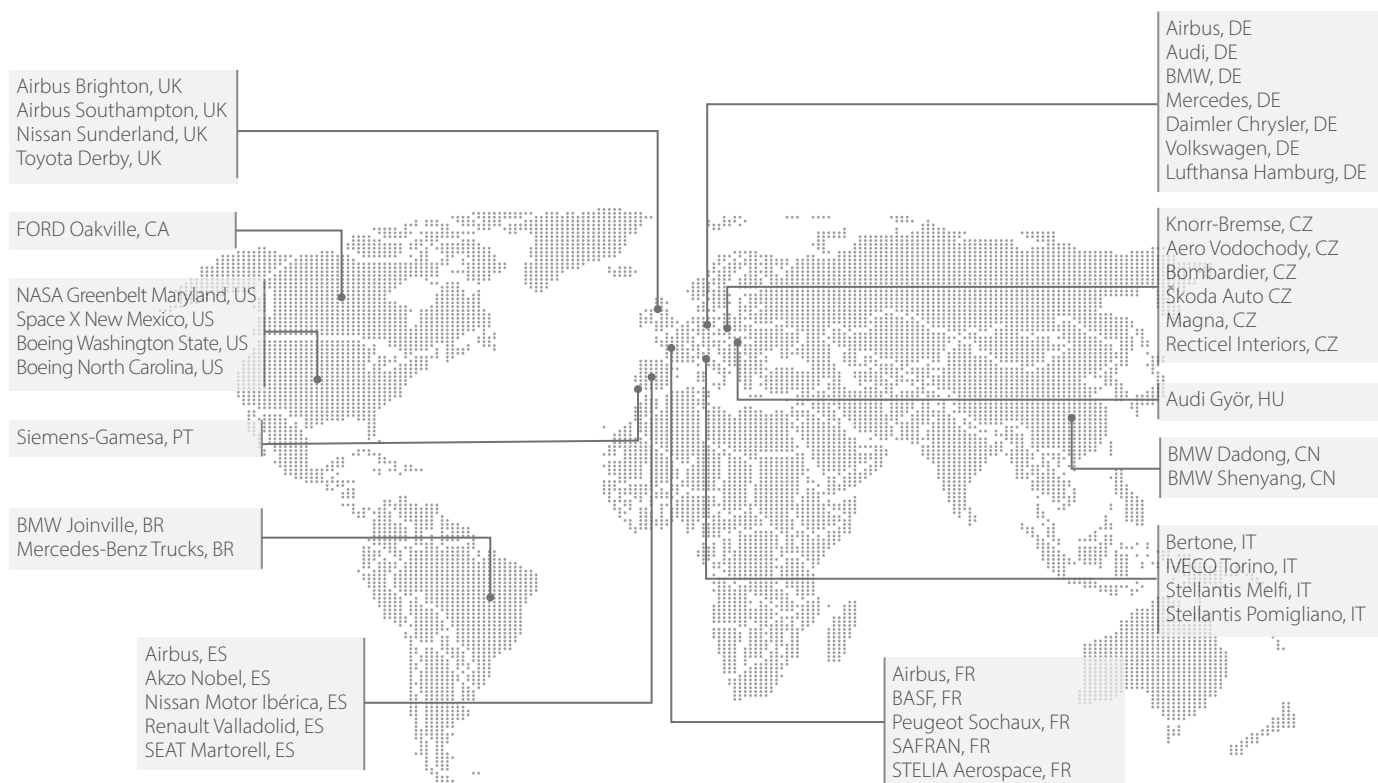 Airbus Brighton, UK
Airbus Southampton, UK
Nissan Sunderland, UK
Toyota Derby, UK
FORD Oakville, CA
NASA Greenbelt Maryland, US
Space X New Mexico, US
Boeing Washington State, US
Boeing North Carolina, US
Siemens-Gamesa, PT
BMW Joinville, BR
Mercedes-Benz Trucks, BR
Airbus, ES
Akzo Nobel, ES
Nissan Motor Ibérica, ES
Renault Valladolid, ES
SEAT Martorell, ES
Airbus, DE
Audi, DE
BMW, DE
Mercedes, DE
Daimler Chrysler, DE
Volkswagen, DE
Lufthansa Hamburg, DE
Knorr-Bremse, CZ
Aero Vodochody, CZ
Bombardier, CZ
Škoda Auto CZ
Magna, CZ
Recticel Interiors, CZ
Audi Györ, HU
BMW Dadong, CN
BMW Shenyang, CN
Bertone, IT
IVECO Torino, IT
Stellantis Melfi, IT
Stellantis Pomigliano, IT
Airbus, FR
BASF, FR
Peugeot Sochaux, FR
SAFRAN, FR
STELIA Aerospace, FR